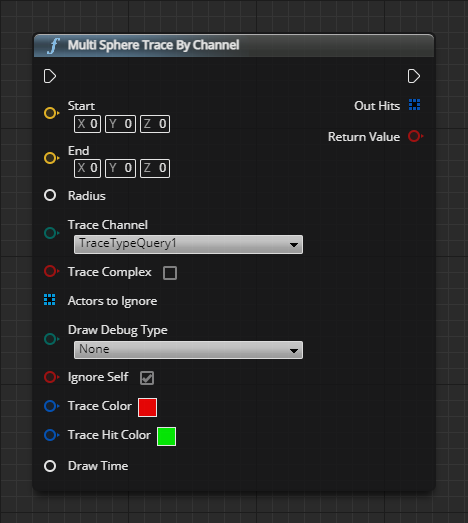 f Multi Sphere Trace By Channel
Start
X 0 Y 0 Z 0
Out Hits
Return Value
End
X 0 Y 0 Z 0
Radius
Trace Channel
TraceTypeQuery1
Trace Complex
Actors to Ignore
Draw Debug Type
None
Ignore Self
Trace Color
Trace Hit Color
Draw Time